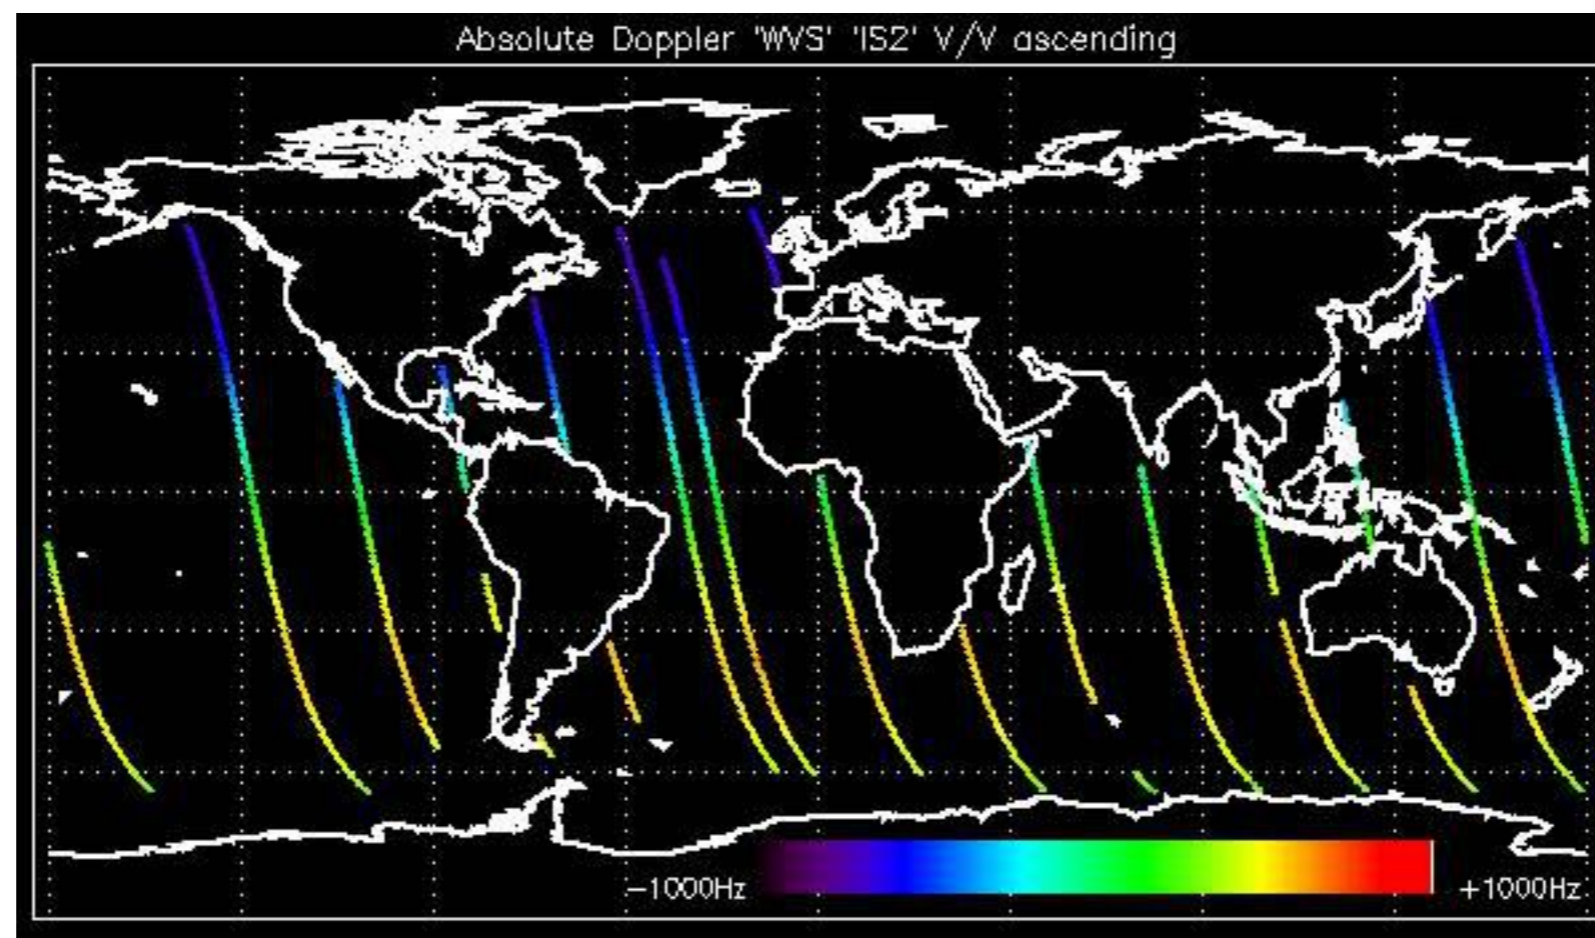 Absolute Doppler 'WVS' 'IS2' V/V ascending
−1000Hz +1000Hz